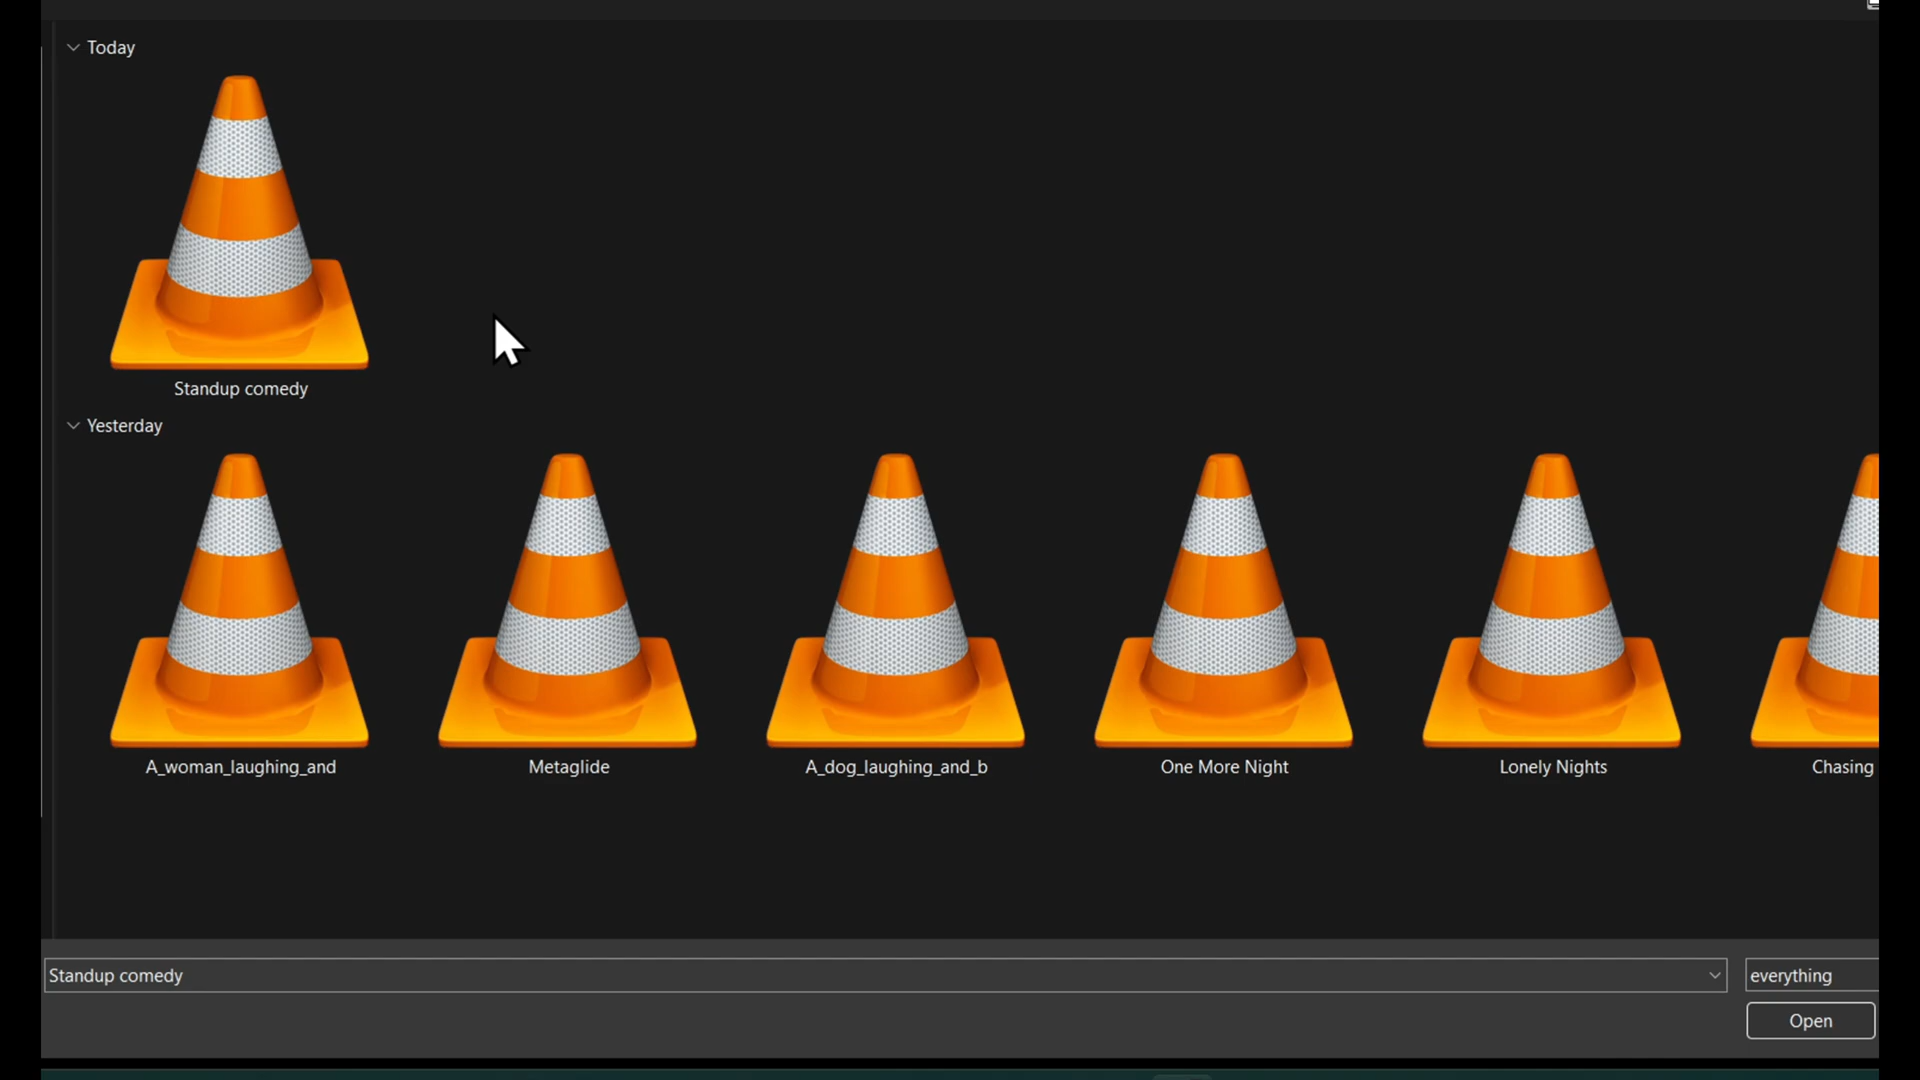 Today
Standup comedy
Yesterday
A_woman_laughing_and
Metaglide
A_dog_laughing_and_b
One More Night
Lonely Nights
Chasing
Standup comedy
everything
Open